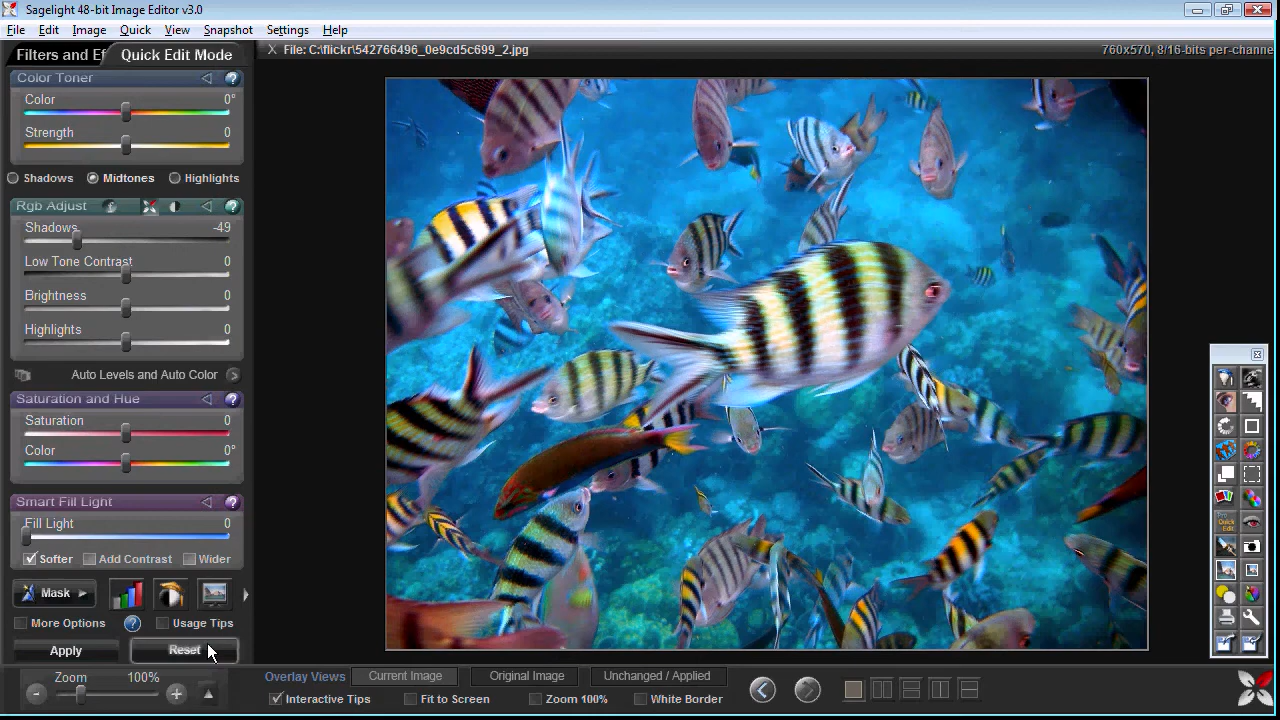 Sagelight 48-bit Image Editor v3.0
File Edit Image Quick View Snapshot Settings Help
Filters and Ef Quick Edit Mode
X File: C:\flickr\542766496_0e9cd5c699_2.jpg 760x570, 8/16-bits per-channe
Color Toner
Color 0°
Strength 0
Shadows Midtones Highlights
Rgb Adjust
Shadows -49
Low Tone Contrast 0
Brightness 0
Highlights 0
Auto Levels and Auto Color
Saturation and Hue
Saturation 0
Color 0°
Smart Fill Light
Fill Light 0
Softer Add Contrast Wider
Mask
More Options ? Usage Tips
Apply Reset
Zoom 100%
Overlay Views Current Image Original Image Unchanged / Applied
Interactive Tips Fit to Screen Zoom 100% White Border
Quick
Edit